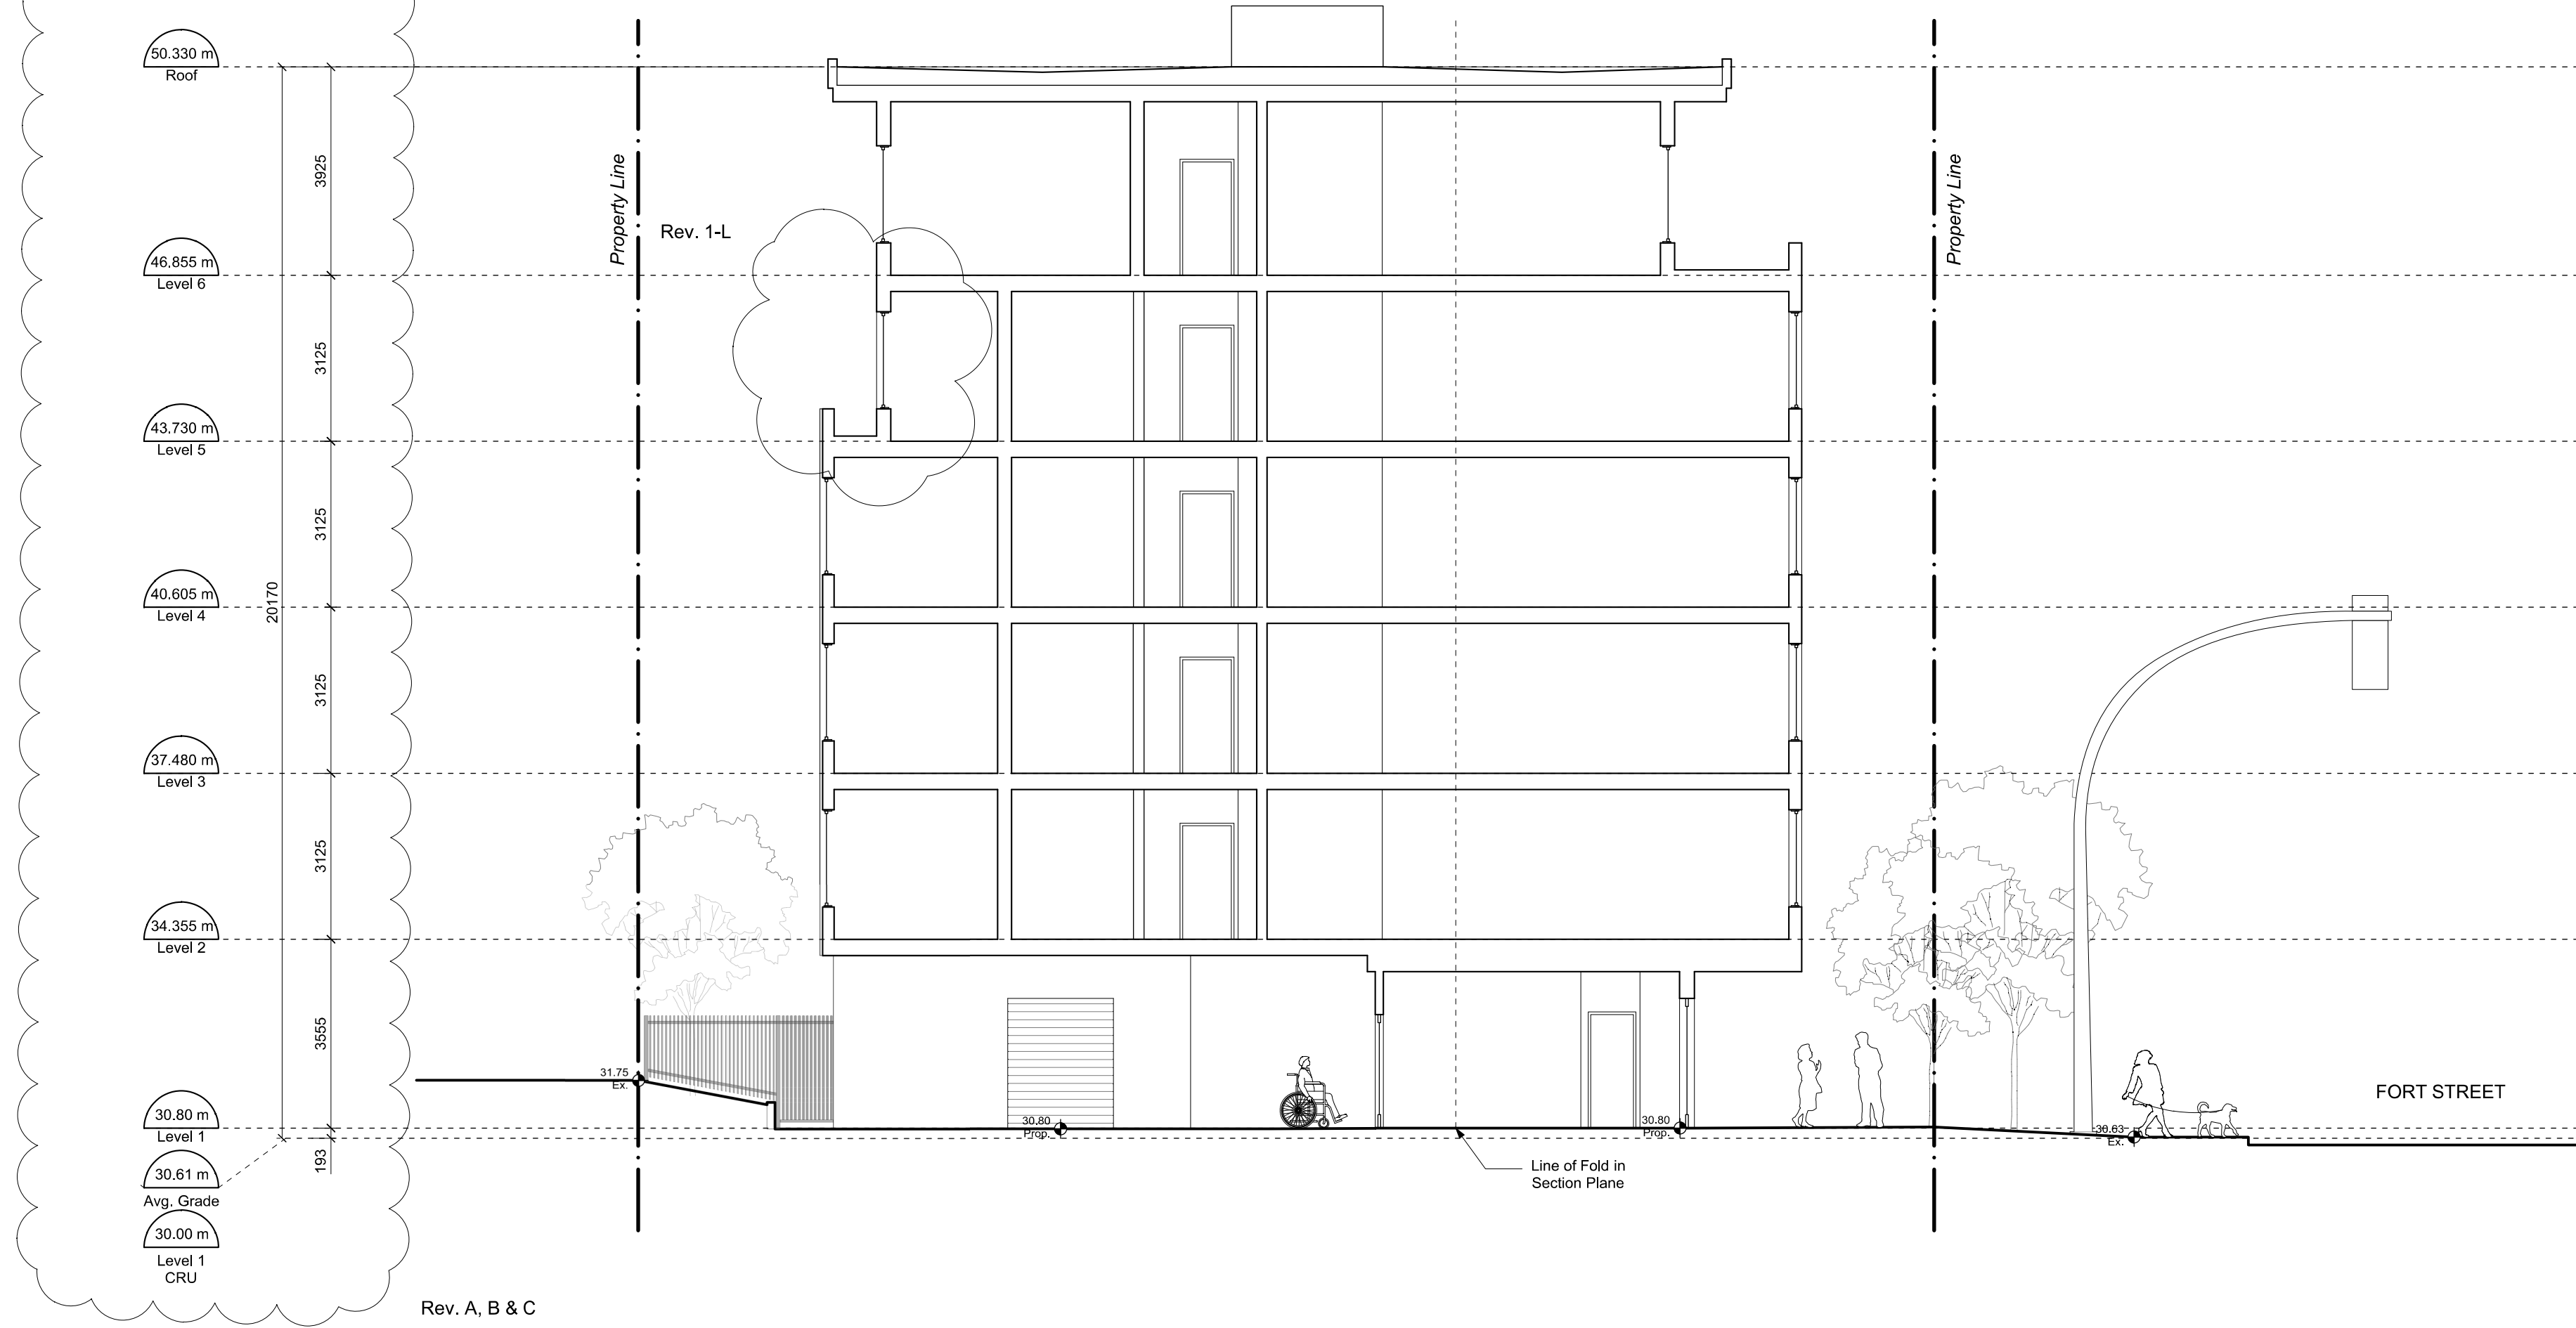 50.330 m
Roof
3925
Property Line
Property Line
Rev. 1-L
46.855 m
Level 6
3125
43.730 m
Level 5
3125
40.605 m
Level 4
20170
3125
37.480 m
Level 3
3125
34.355 m
Level 2
3555
31.75
Ex.
FORT STREET
30.80 m
Level 1
30.80
Prop.
30.80
Prop.
30.63
Ex.
193
30.61 m
Avg. Grade
Line of Fold in
Section Plane
30.00 m
Level 1
CRU
Rev. A, B & C